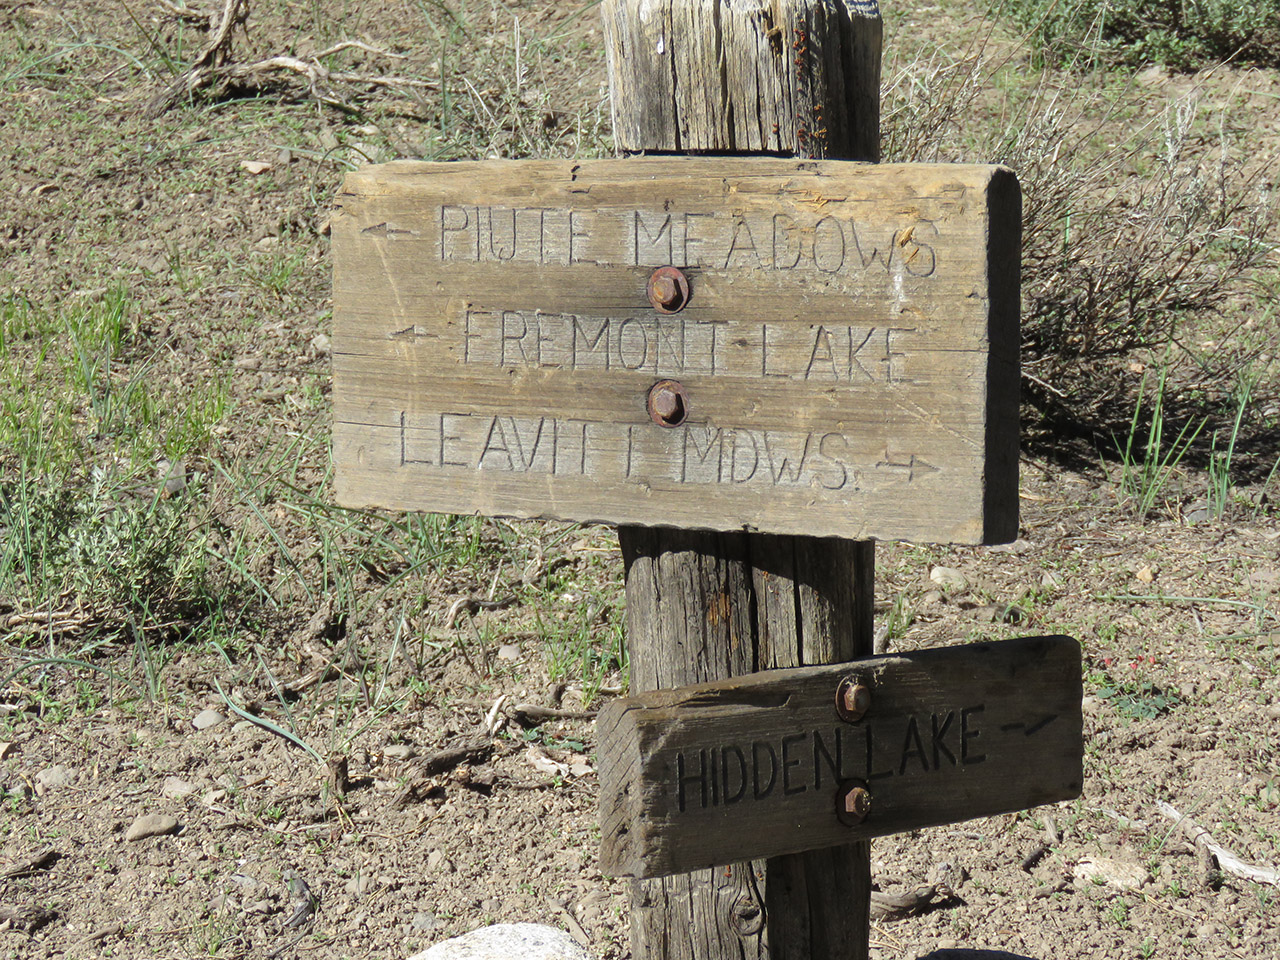 ← PIUTE MEADOWS
← FREMONT LAKE
LEAVITT MDWS. →
HIDDEN LAKE →